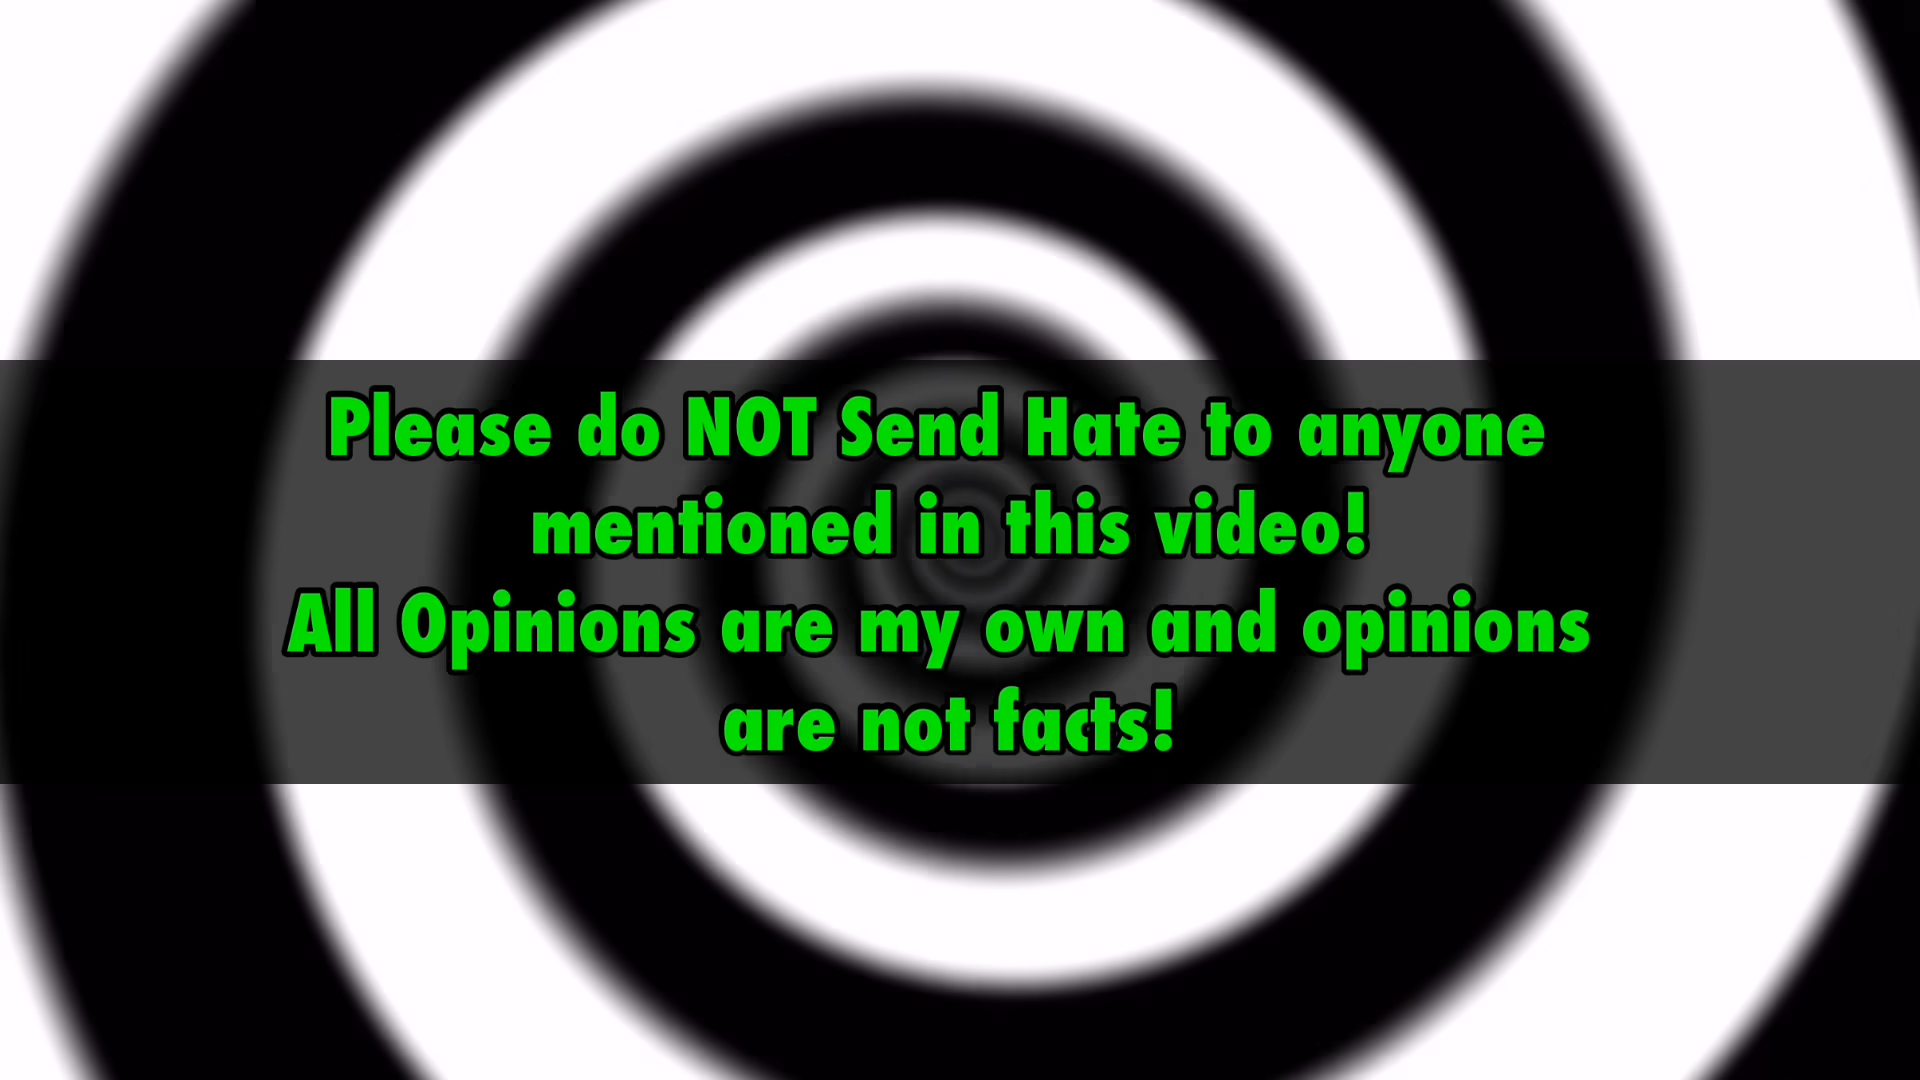 Please do NOT Send Hate to anyone
mentioned in this video!
All Opinions are my own and opinions
are not facts!